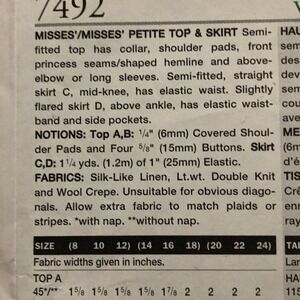 7492
MISSES'/MISSES' PETITE TOP & SKIRT Semi-
fitted top has collar, shoulder pads, front
princess seams/shaped hemline and above-
elbow or long sleeves. Semi-fitted, straight
skirt C, mid-knee, has elastic waist. Slightly
flared skirt D, above ankle, has elastic waist-
band and side pockets.
NOTIONS: Top A,B: 1/4" (6mm) Covered Shoul-
der Pads and Four 5/8" (15mm) Buttons. Skirt
C,D: 1 1/4 yds. (1.2m) of 1" (25mm) Elastic.
FABRICS: Silk-Like Linen, Lt.wt. Double Knit
and Wool Crepe. Unsuitable for obvious diago-
nals. Allow extra fabric to match plaids or
stripes. *with nap. **without nap.
SIZE (8 10 12) (14 16 18) (20 22 24)
Fabric widths given in inches.
TOP A
45*/** 1 5/8 1 5/8 1 5/8 1 5/8 1 7/8 2 2 2 2